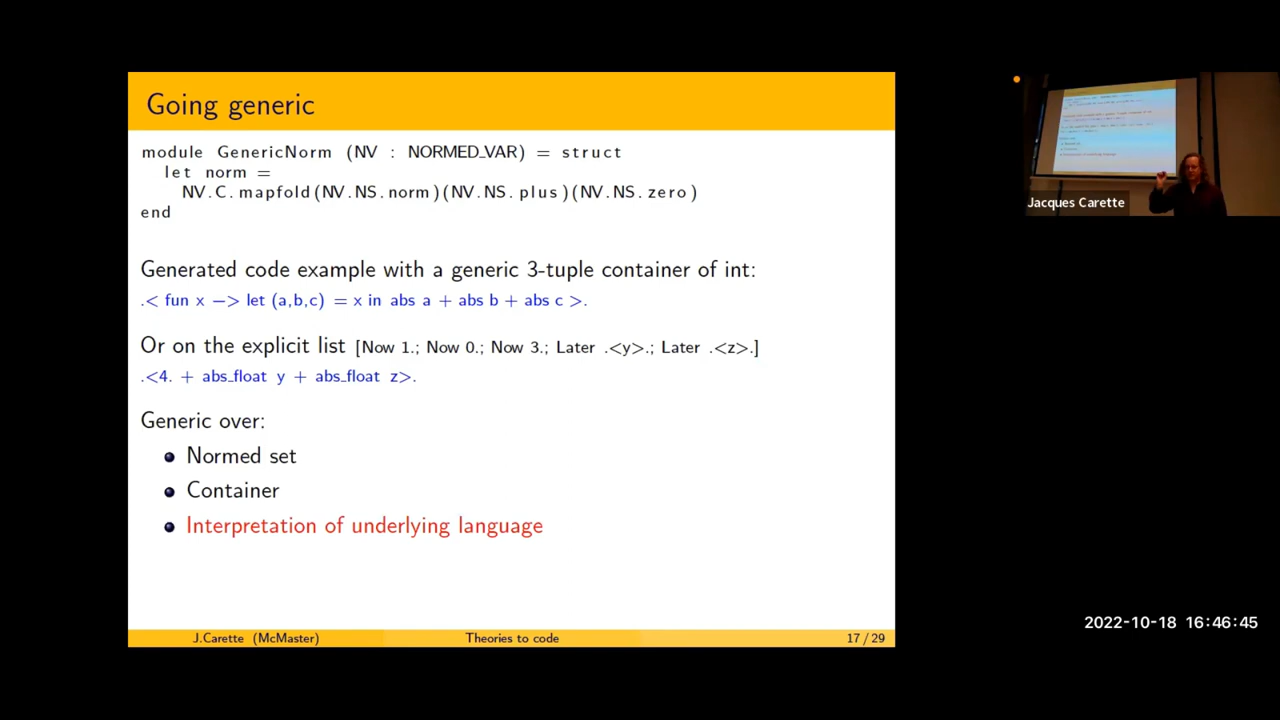 Going generic
module GenericNorm (NV : NORMED_VAR) = struct
let norm =
NV.C.mapfold(NV.NS.norm)(NV.NS.plus)(NV.NS.zero)
end
Generated code example with a generic 3-tuple container of int:
.< fun x −> let (a,b,c) = x in abs a + abs b + abs c >.
Or on the explicit list [Now 1.; Now 0.; Now 3.; Later .<y>.; Later .<z>.]
.<4. + abs_float y + abs_float z>.
Generic over:
Normed set
Container
Interpretation of underlying language
J.Carette (McMaster)
Theories to code
17 / 29
Jacques Carette
2022-10-18 16:46:45